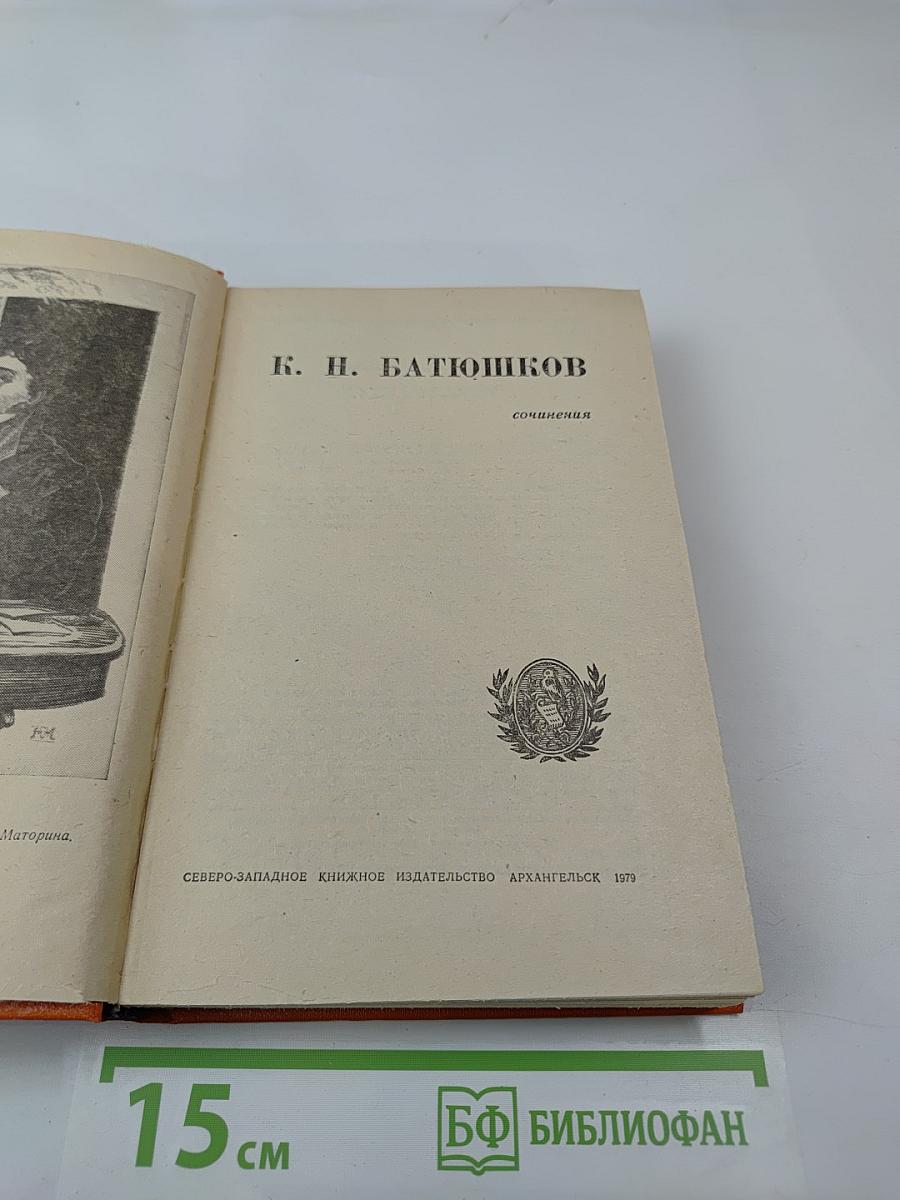 К. Н. БАТЮШКОВ
сочинения
Маторина.
СЕВЕРО-ЗАПАДНОЕ КНИЖНОЕ ИЗДАТЕЛЬСТВО АРХАНГЕЛЬСК 1979
15 см
БФ БИБЛИОФАН